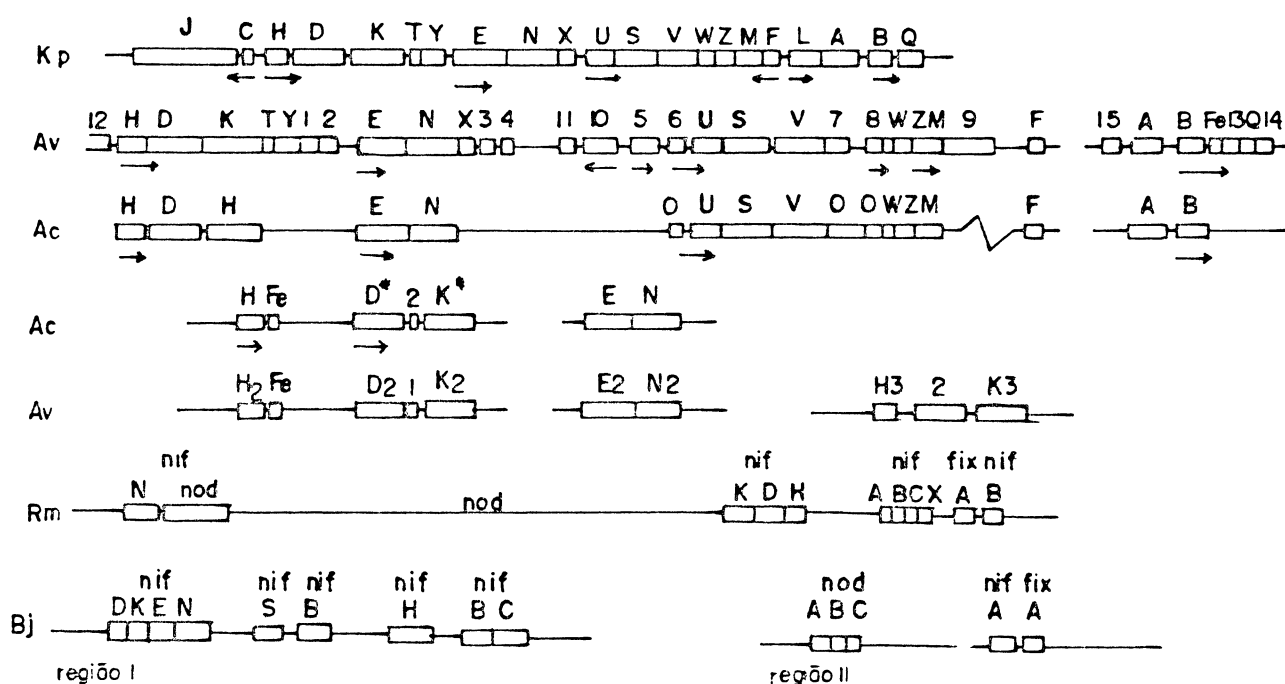 J C H D K T Y E N X U S V W Z M F L A B Q
Kp
12 H D K T Y 1 2 E N X 3 4 11 10 5 6 U S V 7 8 W Z M 9 F 15 A B Fe 13 Q 14
Av
H D H E N O U S V O O W Z M F A B
Ac
H Fe D* 2 K* E N
Ac
H2 Fe D2 1 K2 E2 N2 H3 2 K3
Av
nif nif nif fix nif
N nod K D H A B C X A B
Rm nod
nif nif nif nif nif nod nif fix
D K E N S B H B C A B C A A
Bj
região I região II